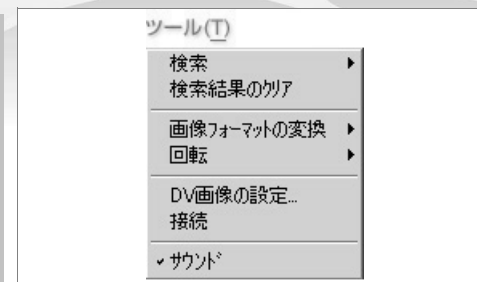 ツール(T)
検索
検索結果のｸﾘｱ
画像ﾌｫｰﾏｯﾄの変換
回転
DV画像の設定...
接続
ｻｳﾝﾄﾞ